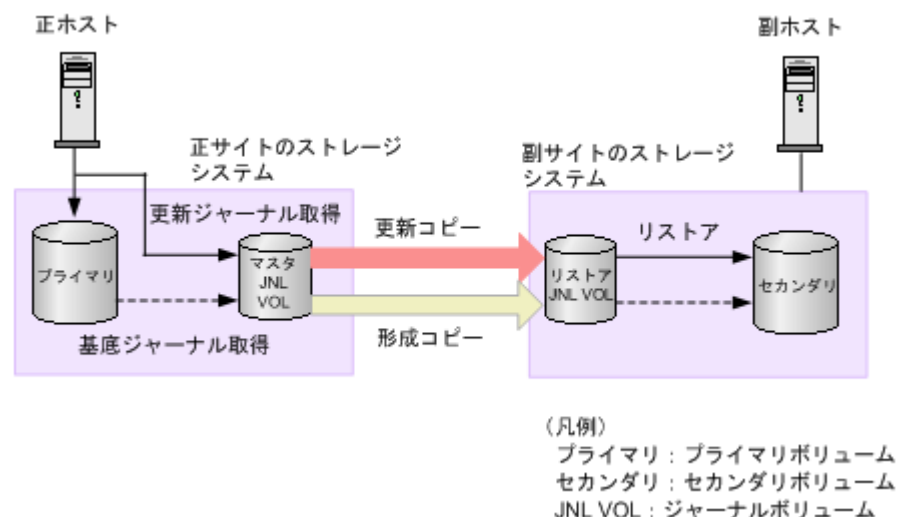 正ホスト
副ホスト
正サイトのストレージ
システム
副サイトのストレージ
システム
更新ジャーナル取得
更新コピー
リストア
プライマリ
マスタ
JNL
VOL
リストア
JNL VOL
セカンダリ
基底ジャーナル取得
形成コピー
（凡例）
プライマリ：プライマリボリューム
セカンダリ：セカンダリボリューム
JNL VOL：ジャーナルボリューム